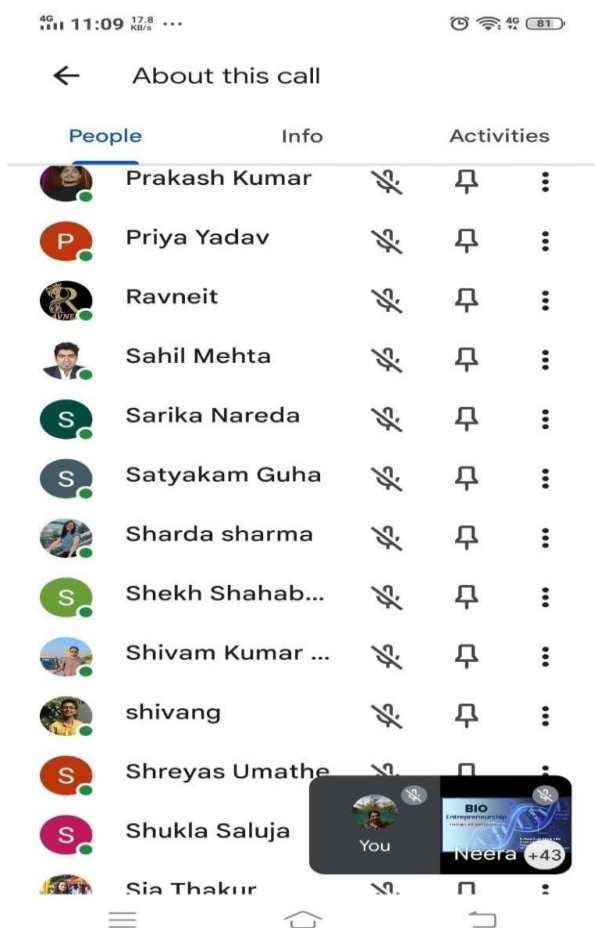 4G 11:09 17.8 KB/s ... 4G 81
About this call
People Info Activities
Prakash Kumar
P Priya Yadav
R Ravneit
Sahil Mehta
S Sarika Nareda
S Satyakam Guha
Sharda sharma
S Shekh Shahab...
Shivam Kumar ...
shivang
S Shreyas Umathe
S Shukla Saluja
BIO
Entrepreneurship
You
Neera +43
Sia Thakur